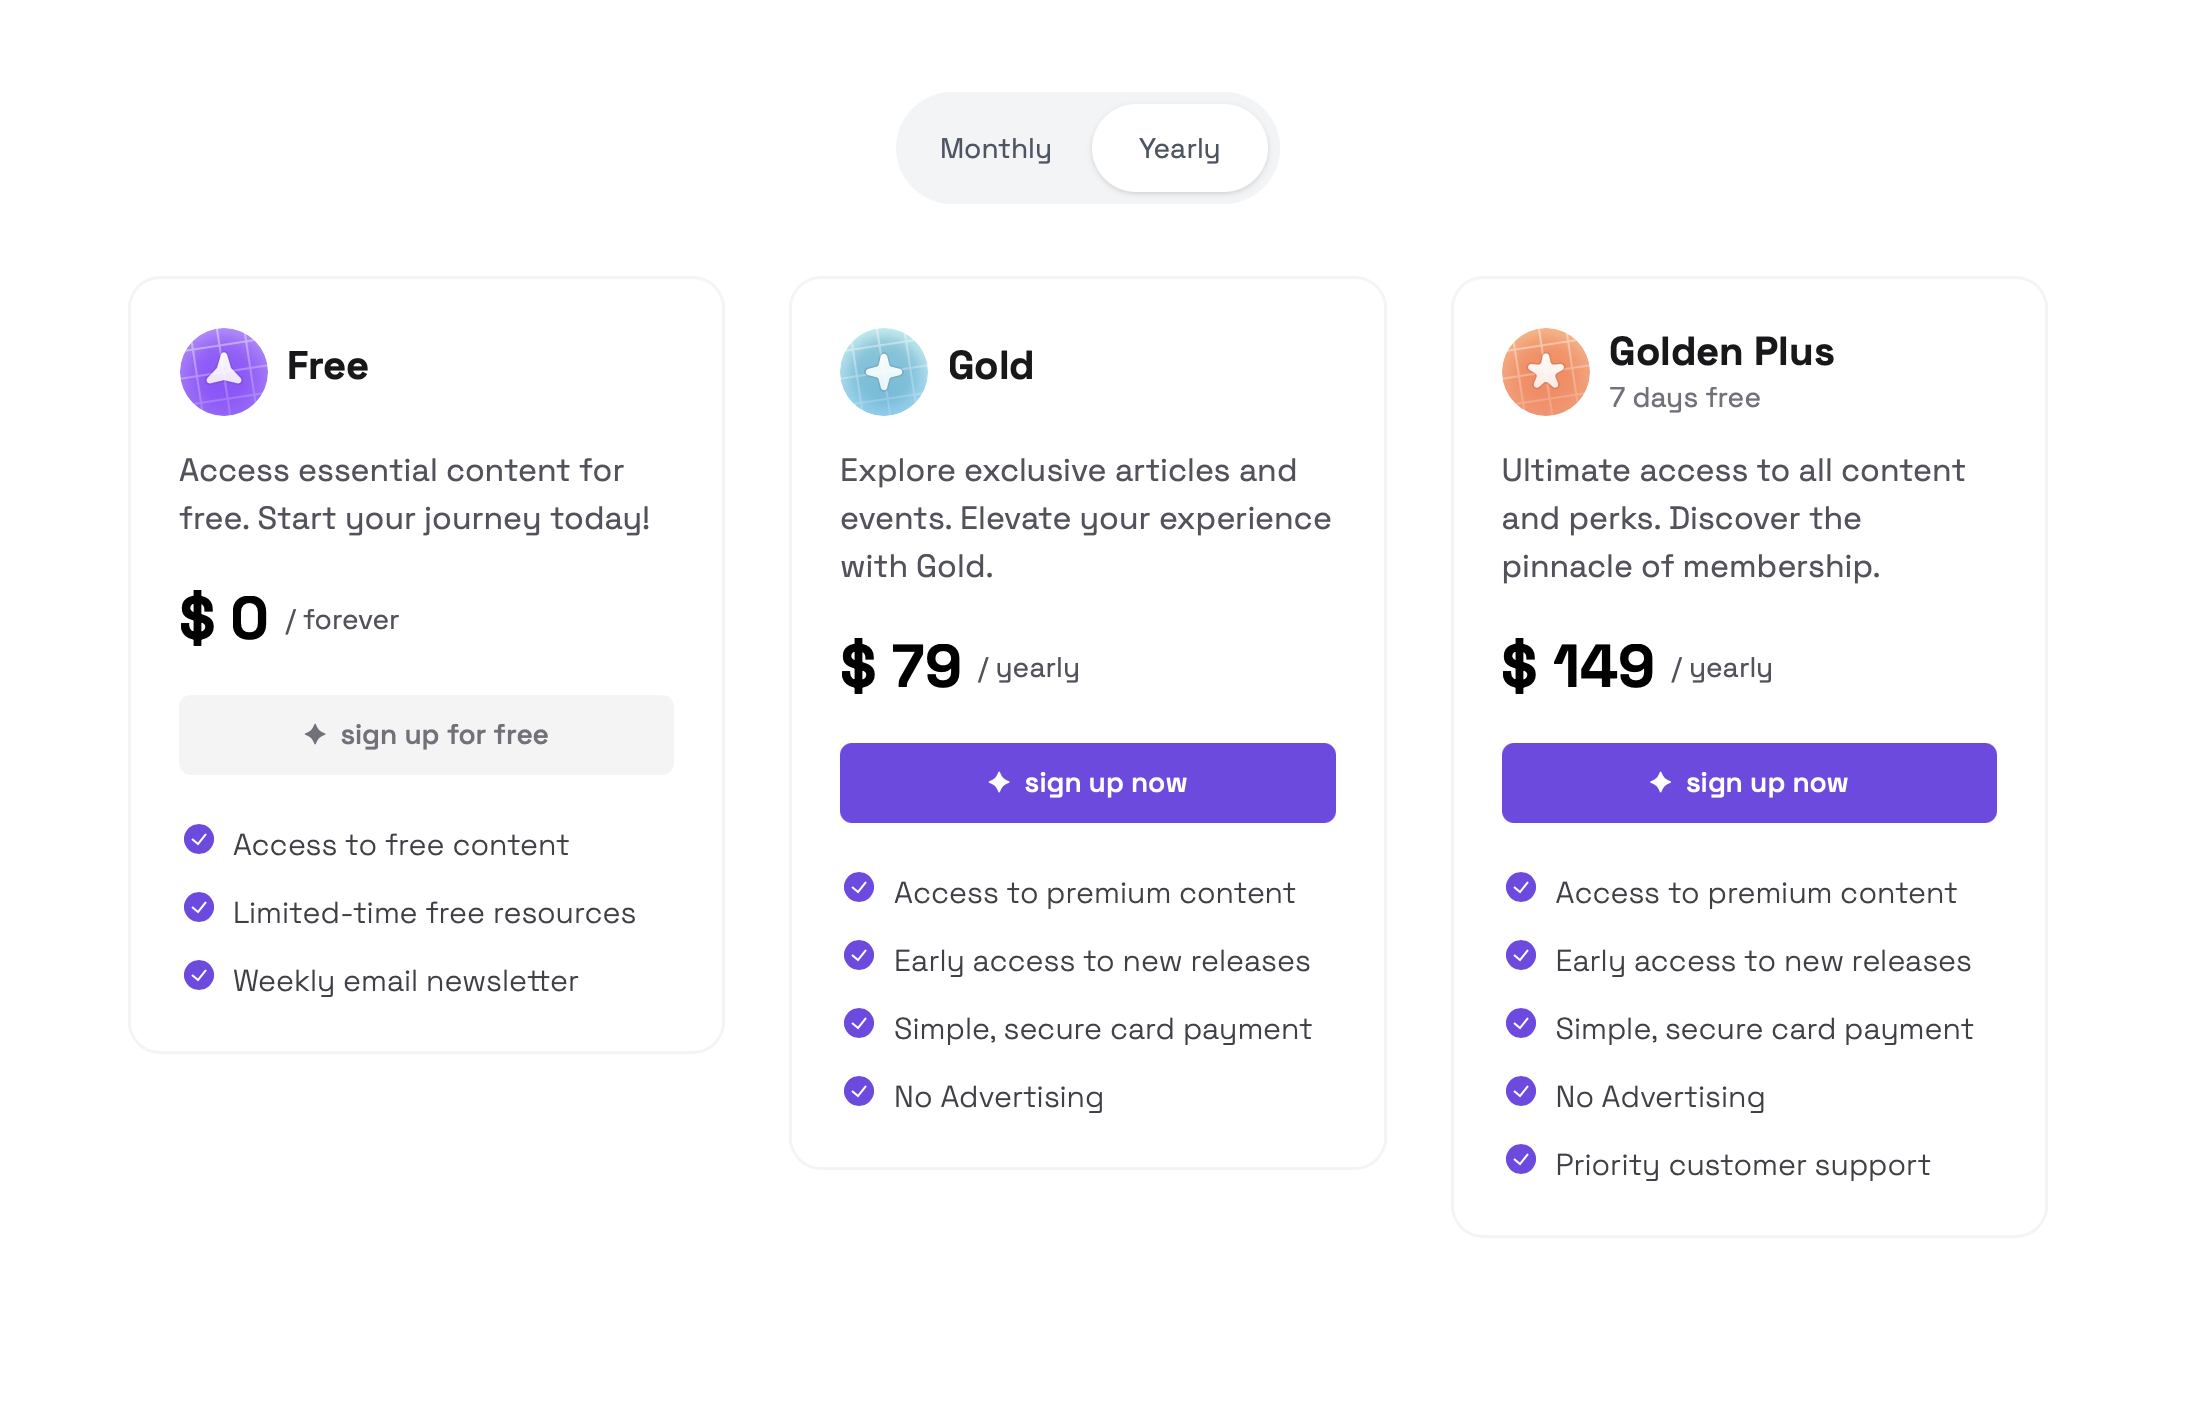 Monthly
Yearly
Free
Access essential content for
free. Start your journey today!
$ 0 / forever
sign up for free
Access to free content
Limited-time free resources
Weekly email newsletter
Gold
Explore exclusive articles and
events. Elevate your experience
with Gold.
$ 79 / yearly
sign up now
Access to premium content
Early access to new releases
Simple, secure card payment
No Advertising
Golden Plus
7 days free
Ultimate access to all content
and perks. Discover the
pinnacle of membership.
$ 149 / yearly
sign up now
Access to premium content
Early access to new releases
Simple, secure card payment
No Advertising
Priority customer support